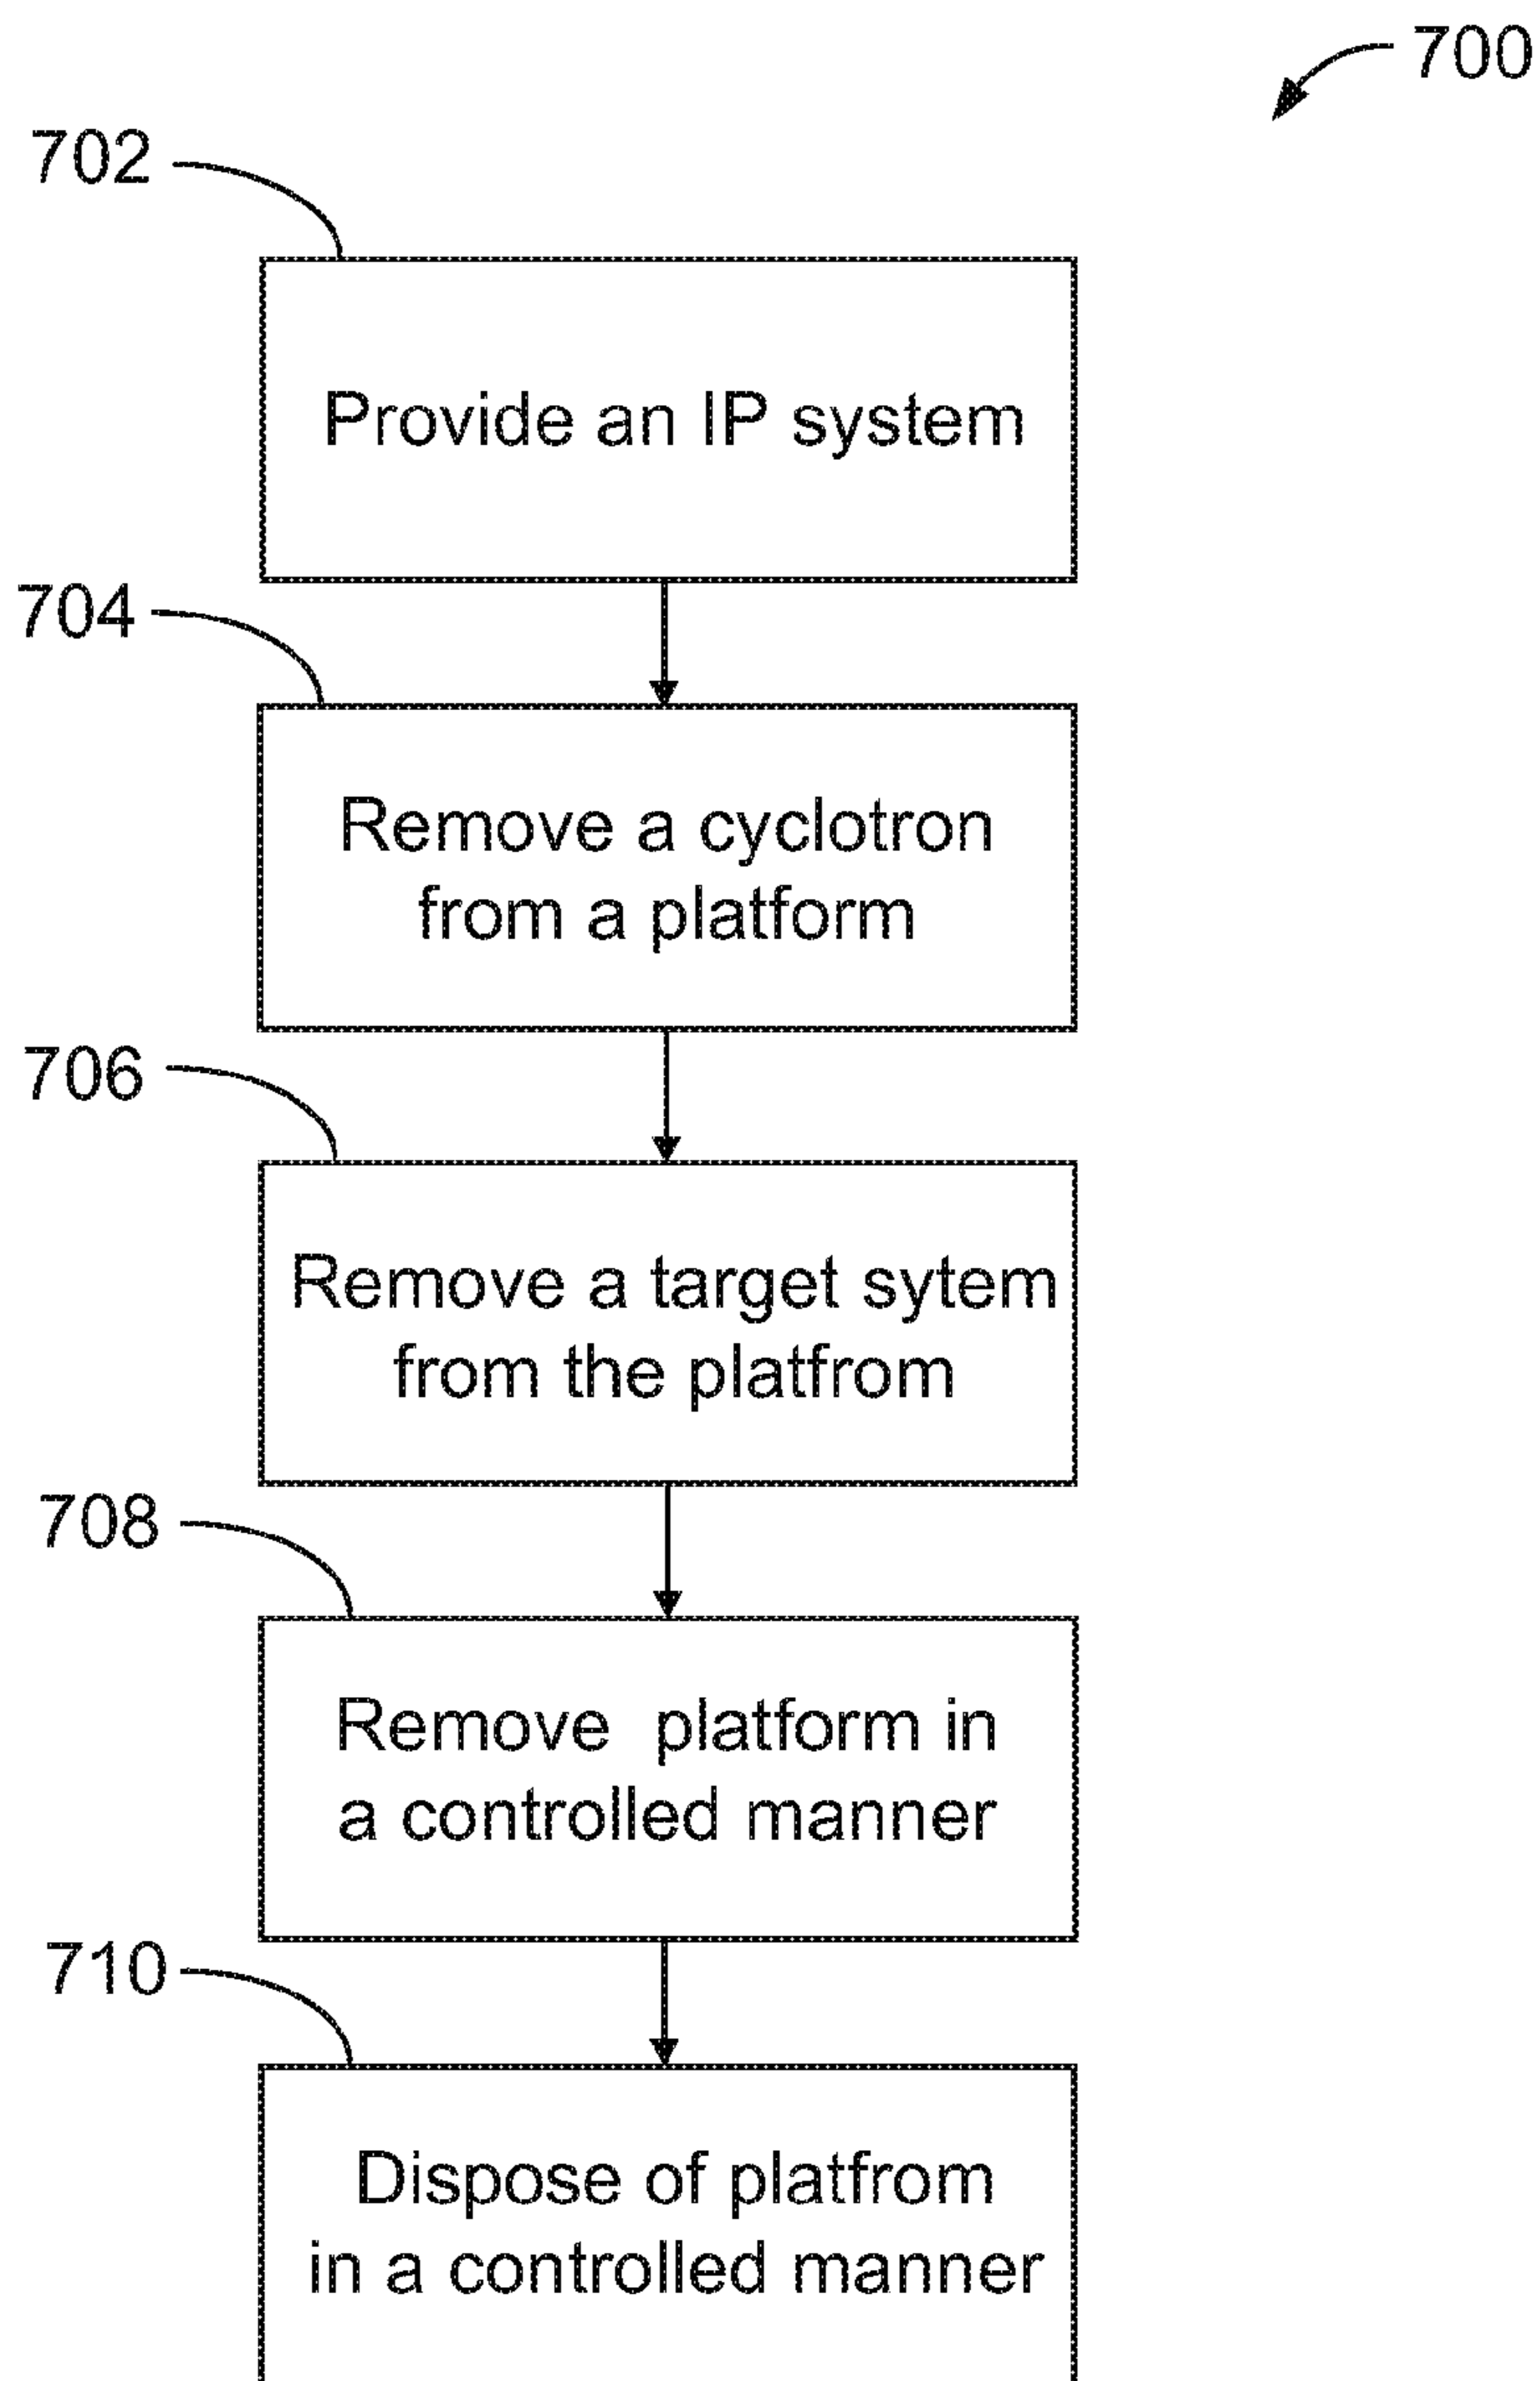 700
702
Provide an IP system
704
Remove a cyclotron
from a platform
706
Remove a target sytem
from the platfrom
708
Remove platform in
a controlled manner
710
Dispose of platfrom
in a controlled manner